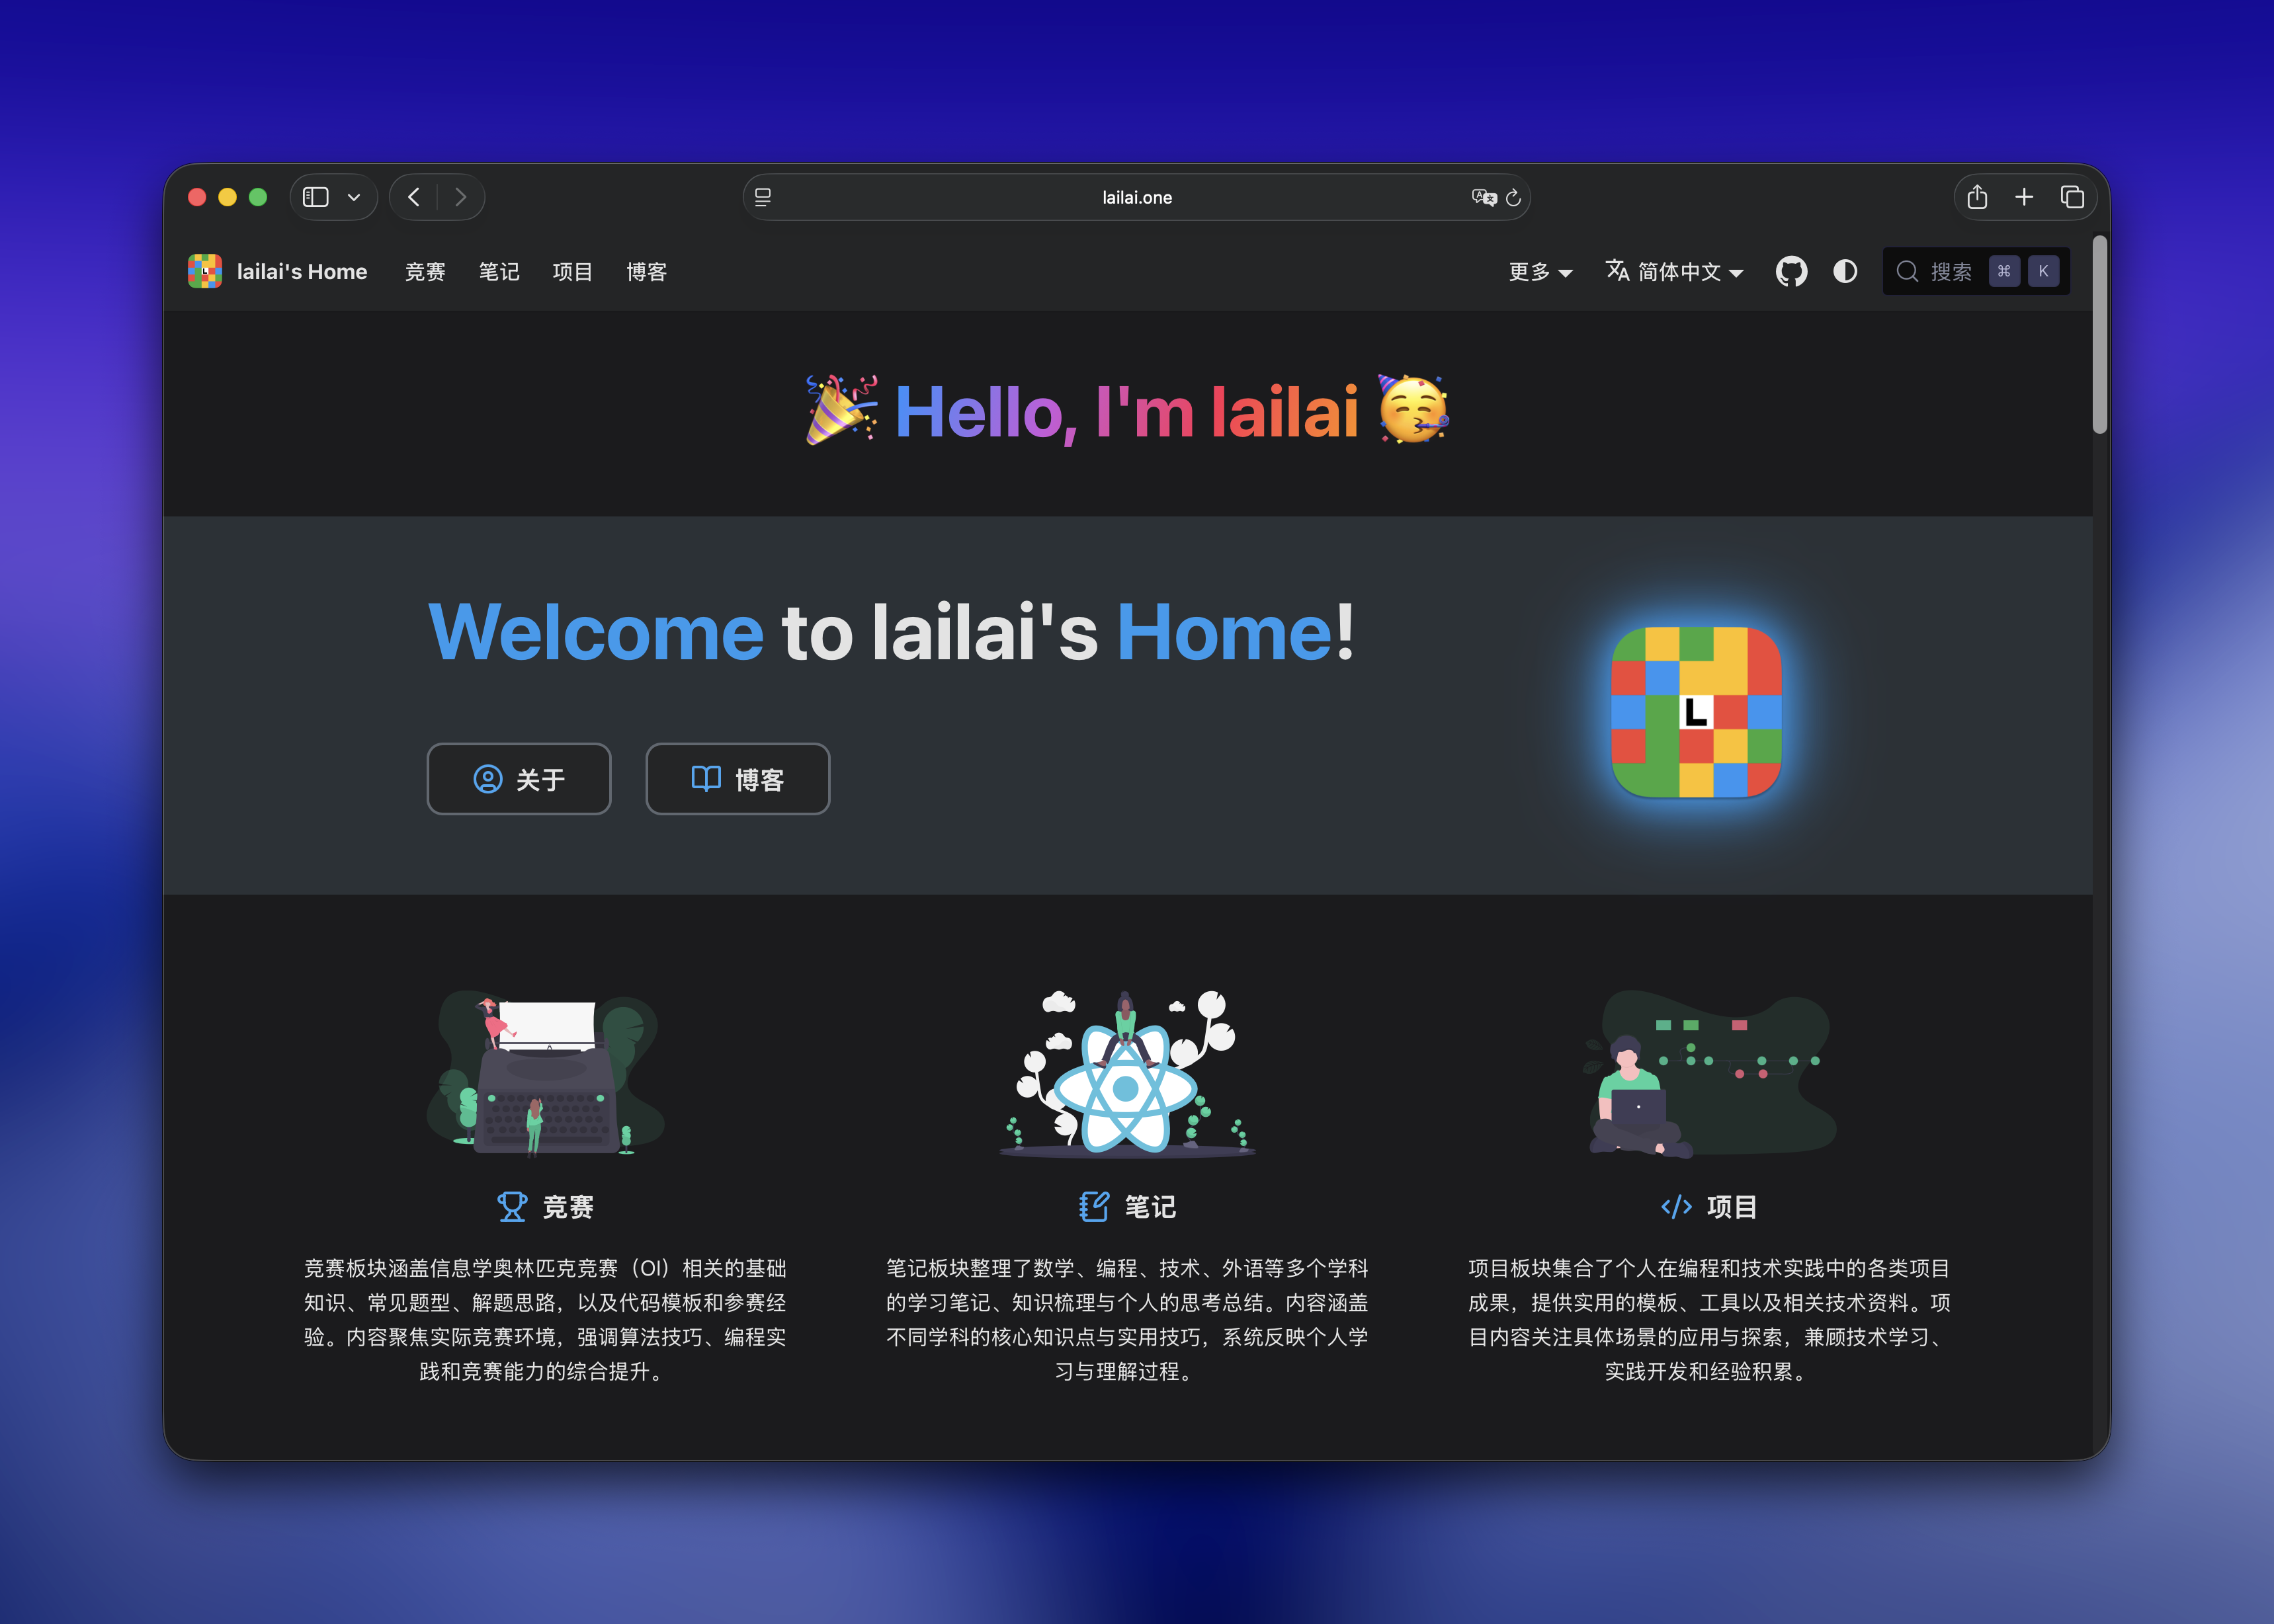 lailai.one
lailai's Home 竞赛 笔记 项目 博客 更多 简体中文 搜索 ⌘ K
🎉 Hello, I'm lailai 🥳
Welcome to lailai's Home!
L
关于 博客
竞赛
竞赛板块涵盖信息学奥林匹克竞赛（OI）相关的基础
知识、常见题型、解题思路，以及代码模板和参赛经
验。内容聚焦实际竞赛环境，强调算法技巧、编程实
践和竞赛能力的综合提升。
笔记
笔记板块整理了数学、编程、技术、外语等多个学科
的学习笔记、知识梳理与个人的思考总结。内容涵盖
不同学科的核心知识点与实用技巧，系统反映个人学
习与理解过程。
项目
项目板块集合了个人在编程和技术实践中的各类项目
成果，提供实用的模板、工具以及相关技术资料。项
目内容关注具体场景的应用与探索，兼顾技术学习、
实践开发和经验积累。